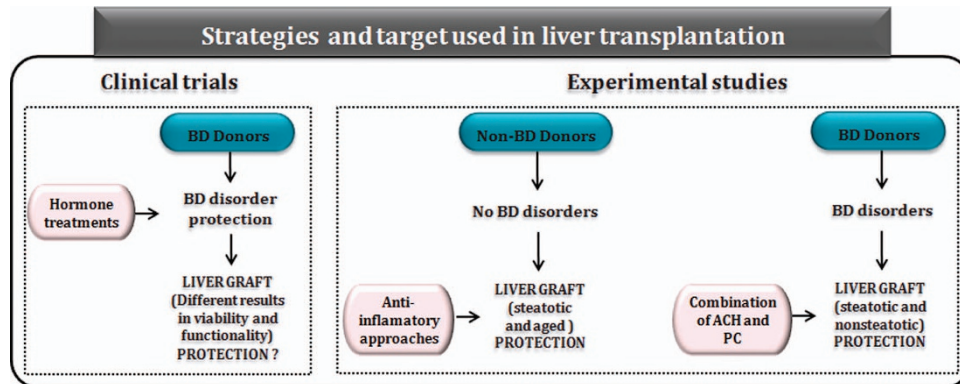 Strategies and target used in liver transplantation
Clinical trials
BD Donors
Hormone
treatments
BD disorder
protection
LIVER GRAFT
(Different results
in viability and
functionality)
PROTECTION ?
Experimental studies
Non-BD Donors
No BD disorders
Anti-
inflamatory
approaches
LIVER GRAFT
(steatotic
and aged )
PROTECTION
BD Donors
BD disorders
Combination
of ACH and
PC
LIVER GRAFT
(steatotic and
nonsteatotic)
PROTECTION